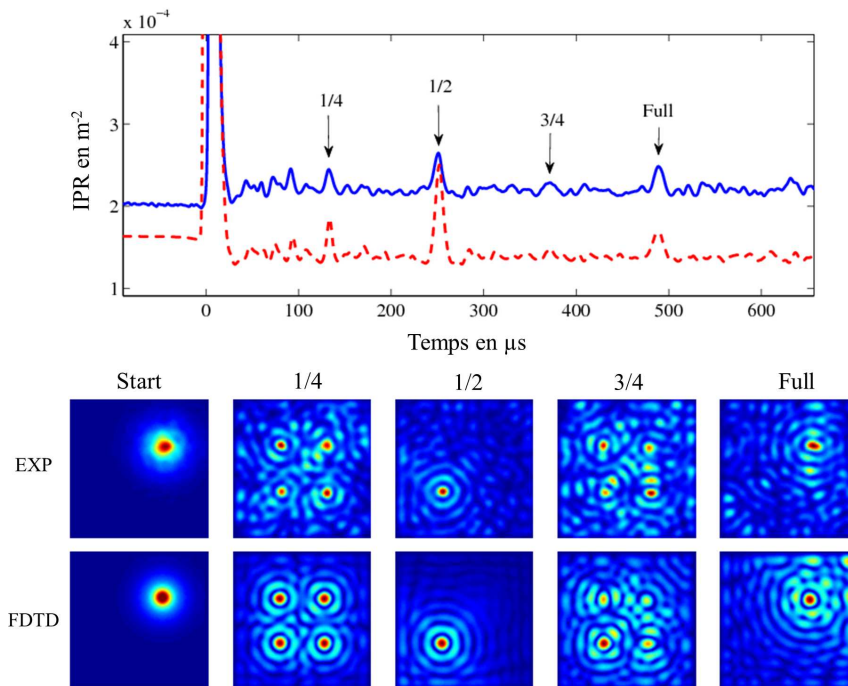 x 10⁻⁴
4
3
2
1
IPR en m⁻²
1/4
1/2
3/4
Full
0 100 200 300 400 500 600
Temps en µs
Start 1/4 1/2 3/4 Full
EXP
FDTD